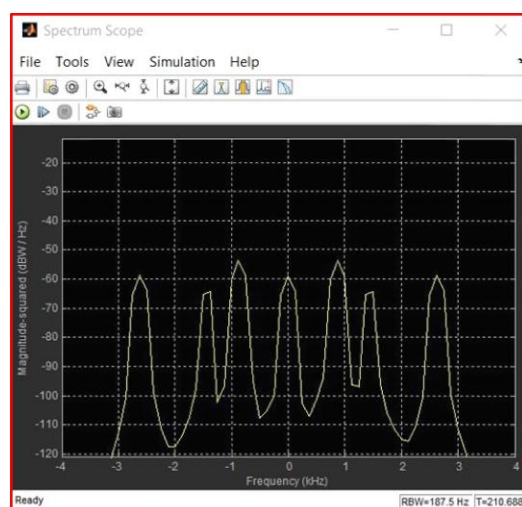 Spectrum Scope
File Tools View Simulation Help
-20
-30
-40
-50
-60
-70
-80
-90
-100
-110
-120
Magnitude-squared (dBW / Hz)
-4 -3 -2 -1 0 1 2 3 4
Frequency (kHz)
Ready RBW=187.5 Hz T=210.688